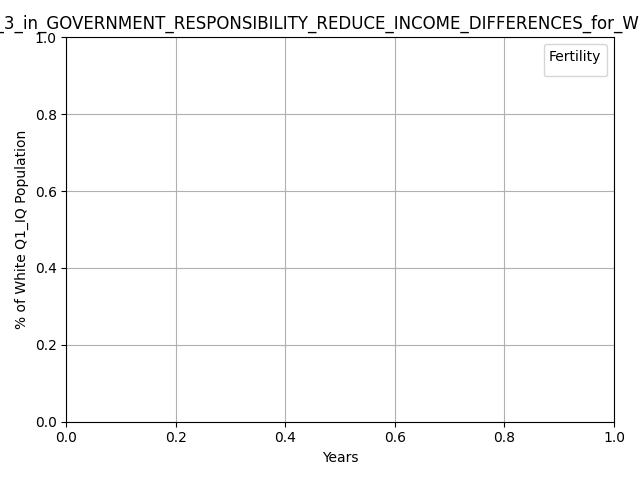 _3_in_GOVERNMENT_RESPONSIBILITY_REDUCE_INCOME_DIFFERENCES_for_W
Fertility
1.0
0.8
0.6
0.4
0.2
0.0
% of White Q1_IQ Population
0.0 0.2 0.4 0.6 0.8 1.0
Years